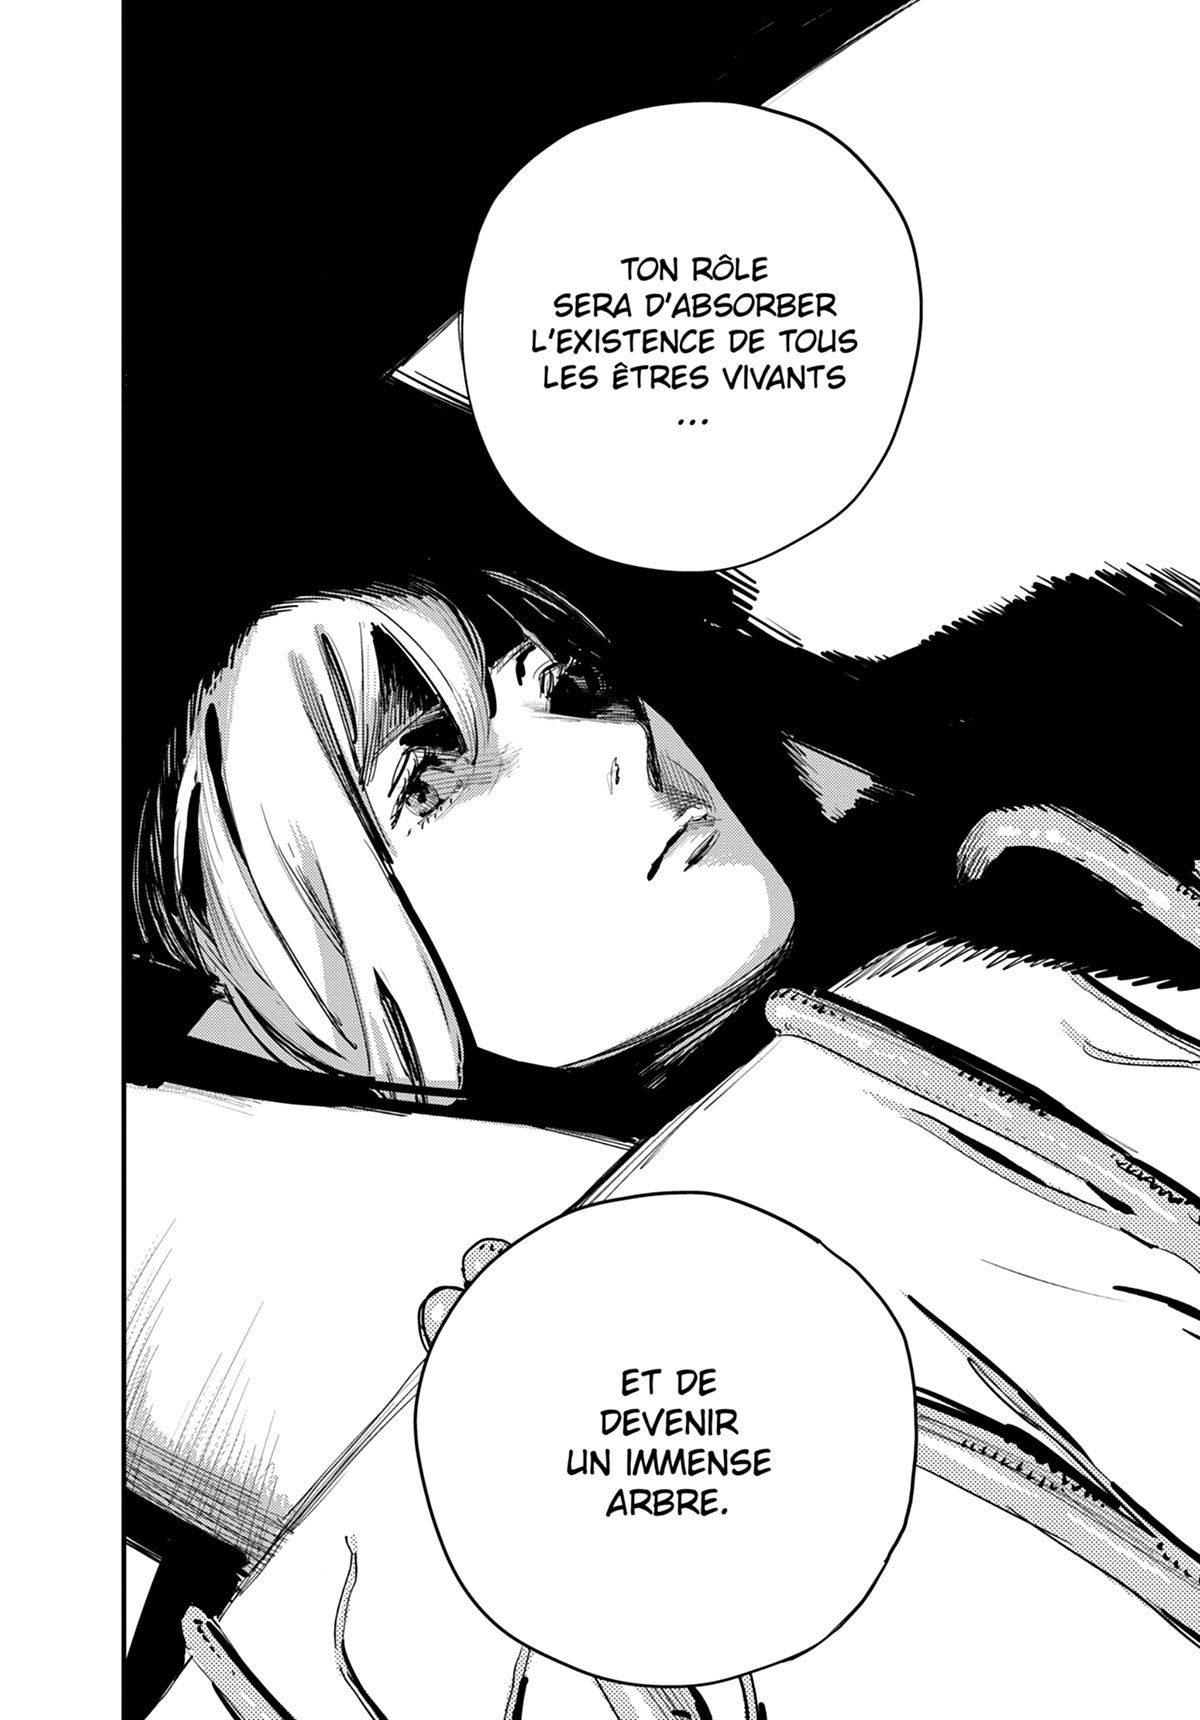 TON RÔLE
SERA D'ABSORBER
L'EXISTENCE DE TOUS
LES ÊTRES VIVANTS
...
ET DE
DEVENIR
UN IMMENSE
ARBRE.